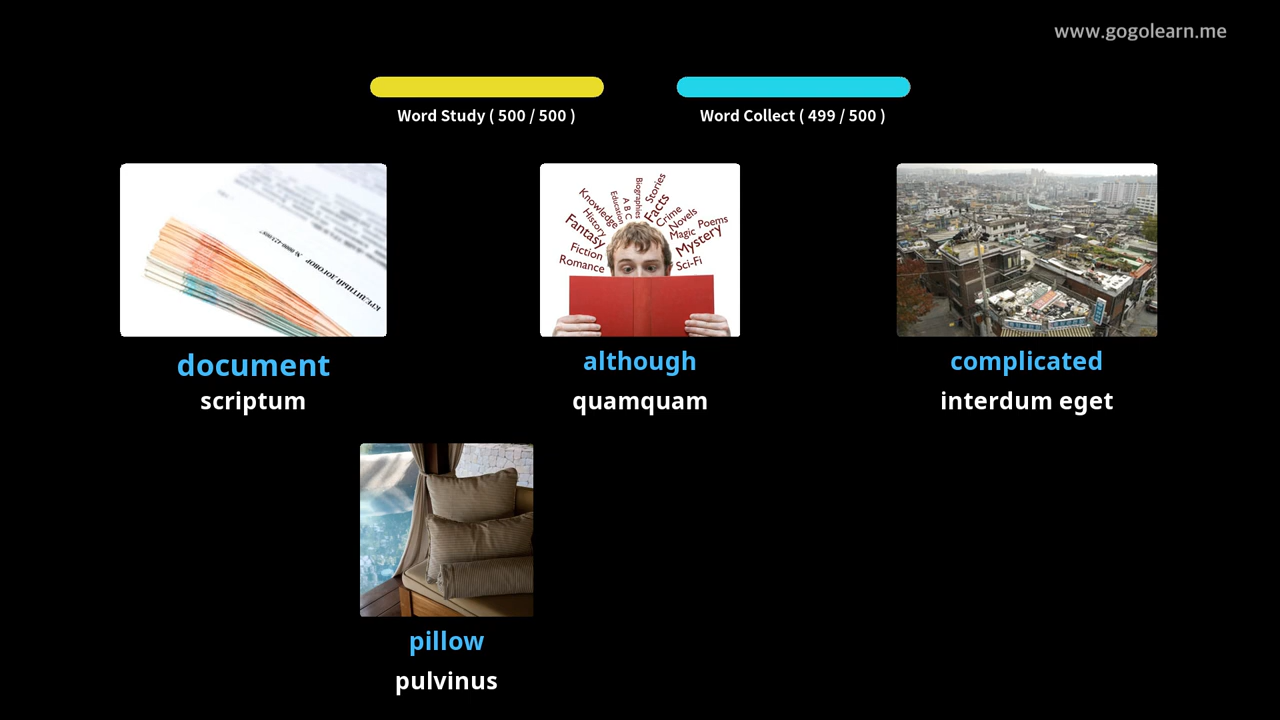 www.gogolearn.me
Word Study ( 500 / 500 )
Word Collect ( 499 / 500 )
Knowledge
History
Fantasy
Fiction
Romance
Education
A B C
Biographies
Stories
Facts
Crime
Novels
Magic
Poems
Mystery
Sci-Fi
document
although
complicated
scriptum
quamquam
interdum eget
pillow
pulvinus